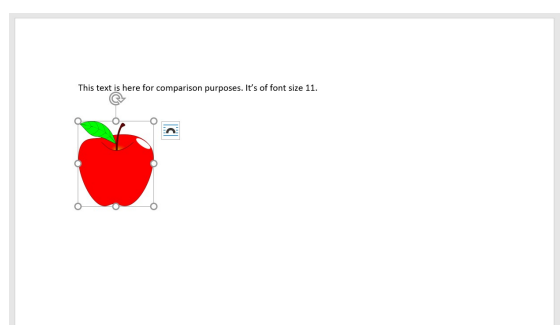 This text is here for comparison purposes. It’s of font size 11.